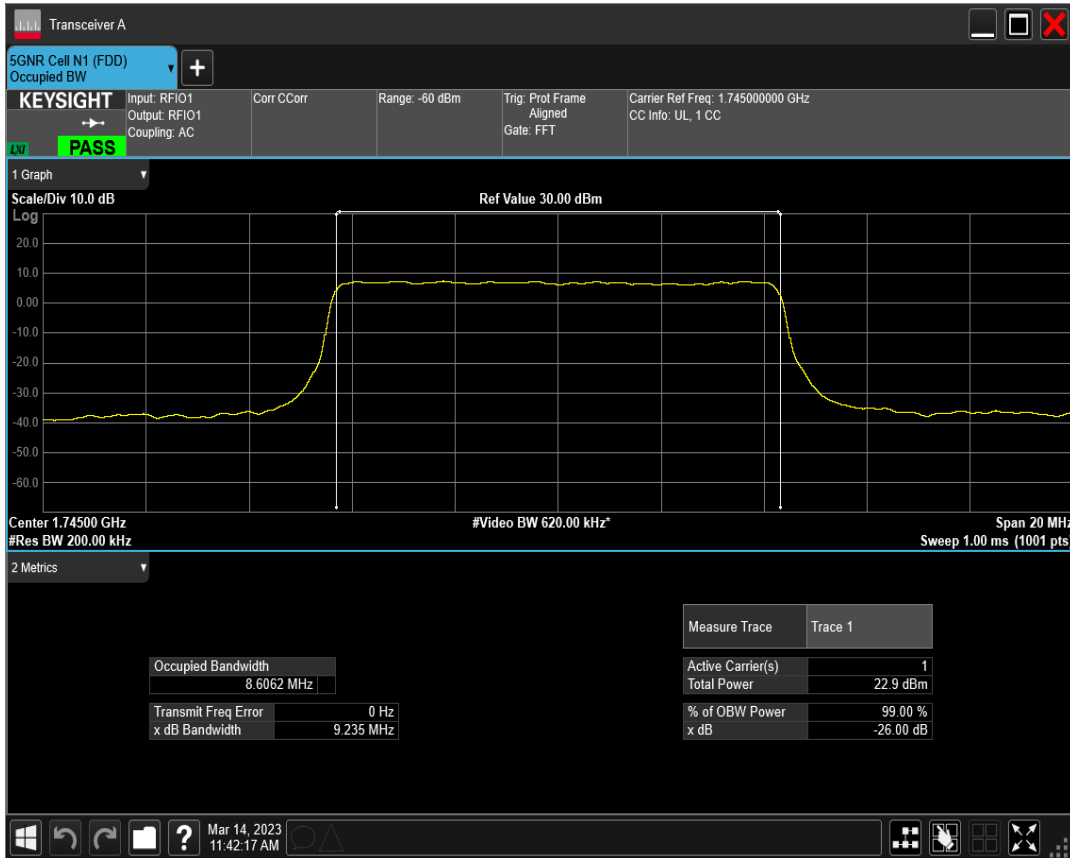 Transceiver A
5GNR Cell N1 (FDD)
Occupied BW
+
KEYSIGHT
LXI
PASS
Input: RFIO1
Output: RFIO1
Coupling: AC
Corr CCorr
Range: -60 dBm
Trig: Prot Frame
Aligned
Gate: FFT
Carrier Ref Freq: 1.745000000 GHz
CC Info: UL, 1 CC
1 Graph
Scale/Div 10.0 dB
Ref Value 30.00 dBm
Log
20.0
10.0
0.00
-10.0
-20.0
-30.0
-40.0
-50.0
-60.0
Center 1.74500 GHz
#Video BW 620.00 kHz*
Span 20 MHz
#Res BW 200.00 kHz
Sweep 1.00 ms (1001 pts)
2 Metrics
Measure Trace Trace 1
Occupied Bandwidth
8.6062 MHz
Active Carrier(s) 1
Total Power 22.9 dBm
Transmit Freq Error 0 Hz
x dB Bandwidth 9.235 MHz
% of OBW Power 99.00 %
x dB -26.00 dB
?
Mar 14, 2023
11:42:17 AM